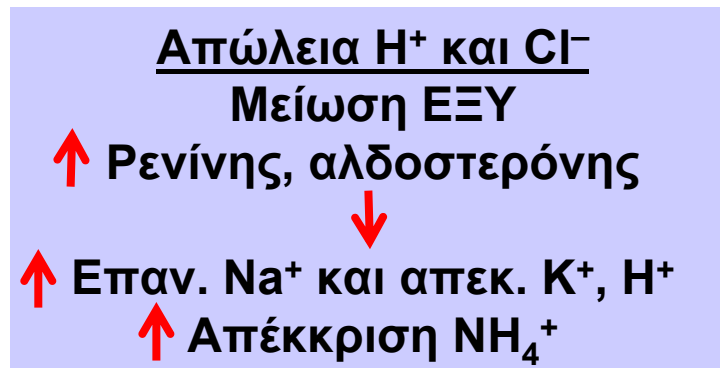 Απώλεια H⁺ και Cl⁻
Μείωση ΕΞΥ
↑ Ρενίνης, αλδοστερόνης
↓
↑ Επαν. Na⁺ και απεκ. K⁺, H⁺
↑ Απέκκριση NH₄⁺